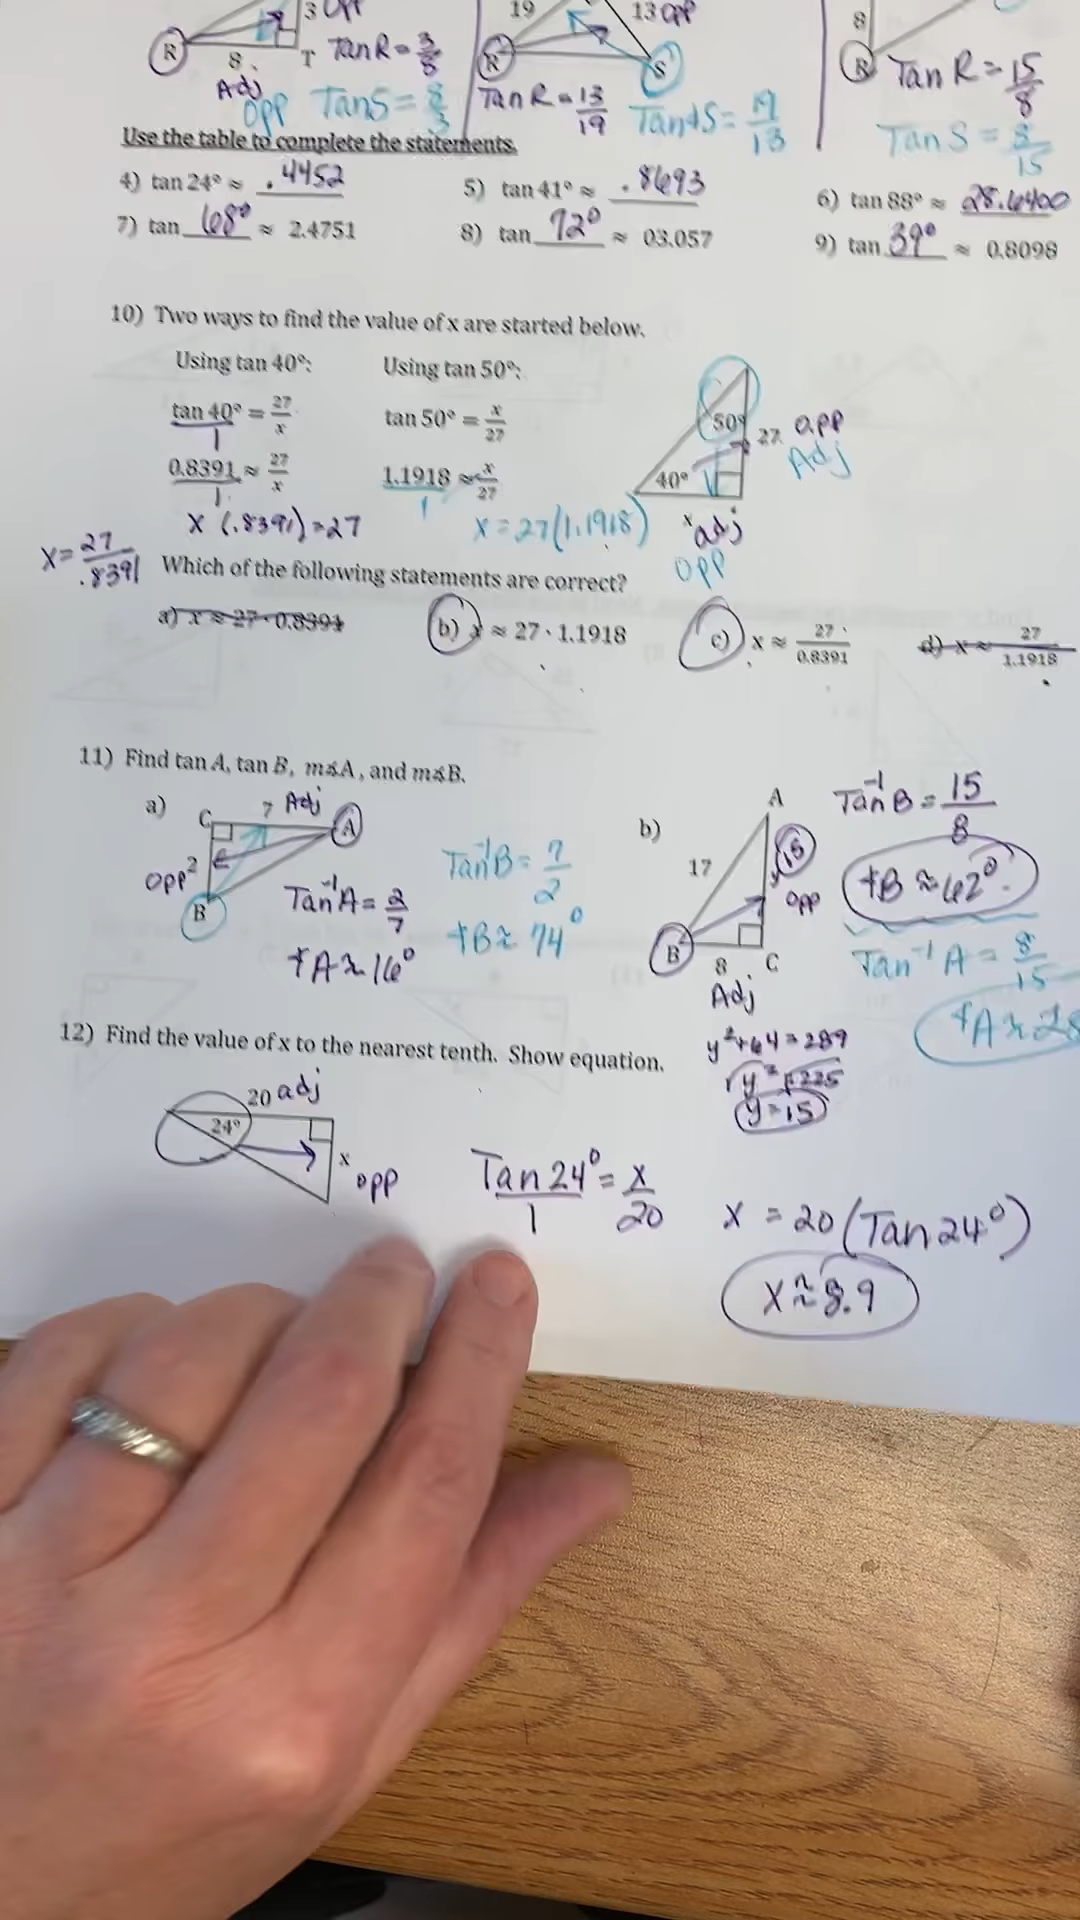 3 opp
19
13 opp
8
R
8
T
Tan R = 3/8
Adj
opp
Tan S = 8/3
R
S
Tan R = 13/19
Tan ∡S = 19/13
R
Tan R = 15/8
Tan S = 8/15
Use the table to complete the statements.
4) tan 24° ≈ .4452
5) tan 41° ≈ .8693
6) tan 88° ≈ 28.6400
7) tan 68° ≈ 2.4751
8) tan 72° ≈ 03.057
9) tan 39° ≈ 0.8098
10) Two ways to find the value of x are started below.
Using tan 40°:
Using tan 50°:
tan 40° = 27/x
1
tan 50° = x/27
50°
27 opp
Adj
0.8391 ≈ 27/x
1
1.1918 ≈ x/27
1
40°
x adj
opp
x (.8391) = 27
x = 27(1.1918)
x = 27/.8391
Which of the following statements are correct?
a) x ≈ 27 · 0.8391
b) x ≈ 27 · 1.1918
c) x ≈ 27/0.8391
d) x ≈ 27/1.1918
11) Find tan A, tan B, m∡A, and m∡B.
a)
C
7 Adj
A
opp 2
B
Tan⁻¹A = 2/7
∡A ≈ 16°
Tan⁻¹B = 7/2
∡B ≈ 74°
b)
A
17
15
opp
B
8
C
Adj
Tan⁻¹B = 15/8
∡B ≈ 62°
Tan⁻¹ A = 8/15
∡A ≈ 28
y² + 64 = 289
y² = 225
y = 15
12) Find the value of x to the nearest tenth. Show equation.
20 adj
24°
x
opp
Tan 24° = x/20
1
x = 20 (Tan 24°)
x ≈ 8.9